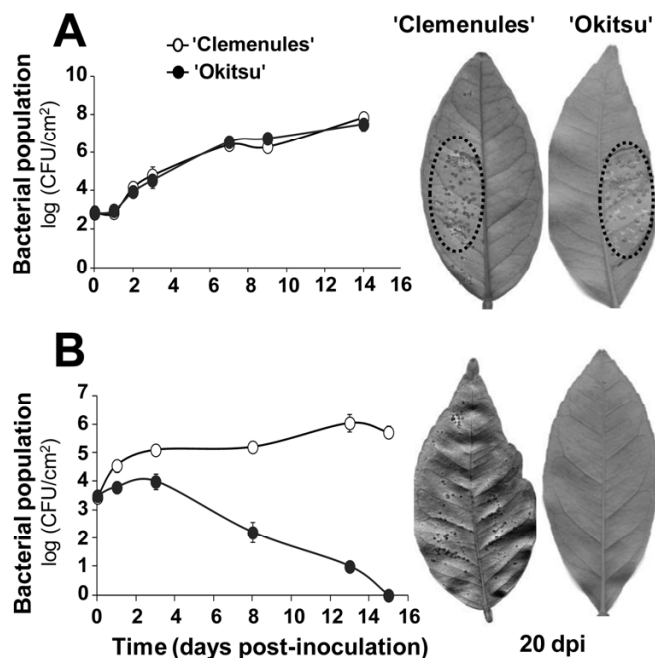 A
'Clemenules'
'Okitsu'
'Clemenules' 'Okitsu'
Bacterial population
log (CFU/cm²)
10
8
6
4
2
0
0 2 4 6 8 10 12 14 16
B
Bacterial population
log (CFU/cm²)
7
6
5
4
3
2
1
0
0 2 4 6 8 10 12 14 16
Time (days post-inoculation)
20 dpi